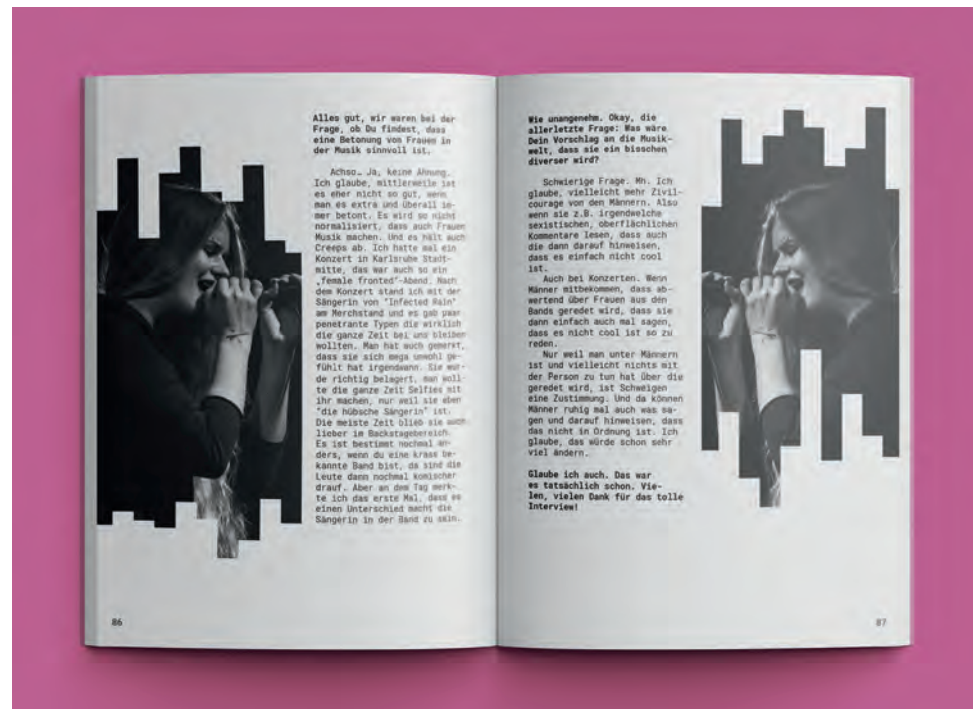 Alles gut, wir waren bei der
Frage, ob Du findest, dass
eine Betonung von Frauen in
der Musik sinnvoll ist.
Achso… Ja, keine Ahnung.
Ich glaube, mittlerweile ist
es eher nicht so gut, wenn
man es extra und überall im-
mer betont. Es wird so nicht
normalisiert, dass auch Frauen
Musik machen. Und es hält auch
Creeps ab. Ich hatte mal ein
Konzert in Karlsruhe Stadt-
mitte, das war auch so ein
„female fronted"-Abend. Nach
dem Konzert stand ich mit der
Sängerin von "Infected Rain"
am Merchstand und es gab paar
penetrante Typen die wirklich
die ganze Zeit bei uns bleiben
wollten. Man hat auch gemerkt,
dass sie sich mega unwohl ge-
fühlt hat irgendwann. Sie wur-
de richtig belagert, man woll-
te die ganze Zeit Selfies mit
ihr machen, nur weil sie eben
"die hübsche Sängerin" ist.
Die meiste Zeit blieb sie auch
lieber im Backstagebereich.
Es ist bestimmt nochmal an-
ders, wenn du eine krass be-
kannte Band bist, da sind die
Leute dann nochmal komischer
drauf. Aber an dem Tag merk-
te ich das erste Mal, dass es
einen Unterschied macht die
Sängerin in der Band zu sein.
86
Wie unangenehm. Okay, die
allerletzte Frage: Was wäre
Dein Vorschlag an die Musik-
welt, dass sie ein bisschen
diverser wird?
Schwierige Frage. Mh. Ich
glaube, vielleicht mehr Zivil-
courage von den Männern. Also
wenn sie z.B. irgendwelche
sexistischen, oberflächlichen
Kommentare lesen, dass auch
die dann darauf hinweisen,
dass es einfach nicht cool
ist.
Auch bei Konzerten. Wenn
Männer mitbekommen, dass ab-
wertend über Frauen aus den
Bands geredet wird, dass sie
dann einfach auch mal sagen,
dass es nicht cool ist so zu
reden.
Nur weil man unter Männern
ist und vielleicht nichts mit
der Person zu tun hat über die
geredet wird, ist Schweigen
eine Zustimmung. Und da können
Männer ruhig mal auch was sa-
gen und darauf hinweisen, dass
das nicht in Ordnung ist. Ich
glaube, das würde schon sehr
viel ändern.
Glaube ich auch. Das war
es tatsächlich schon. Vie-
len, vielen Dank für das tolle
Interview!
87